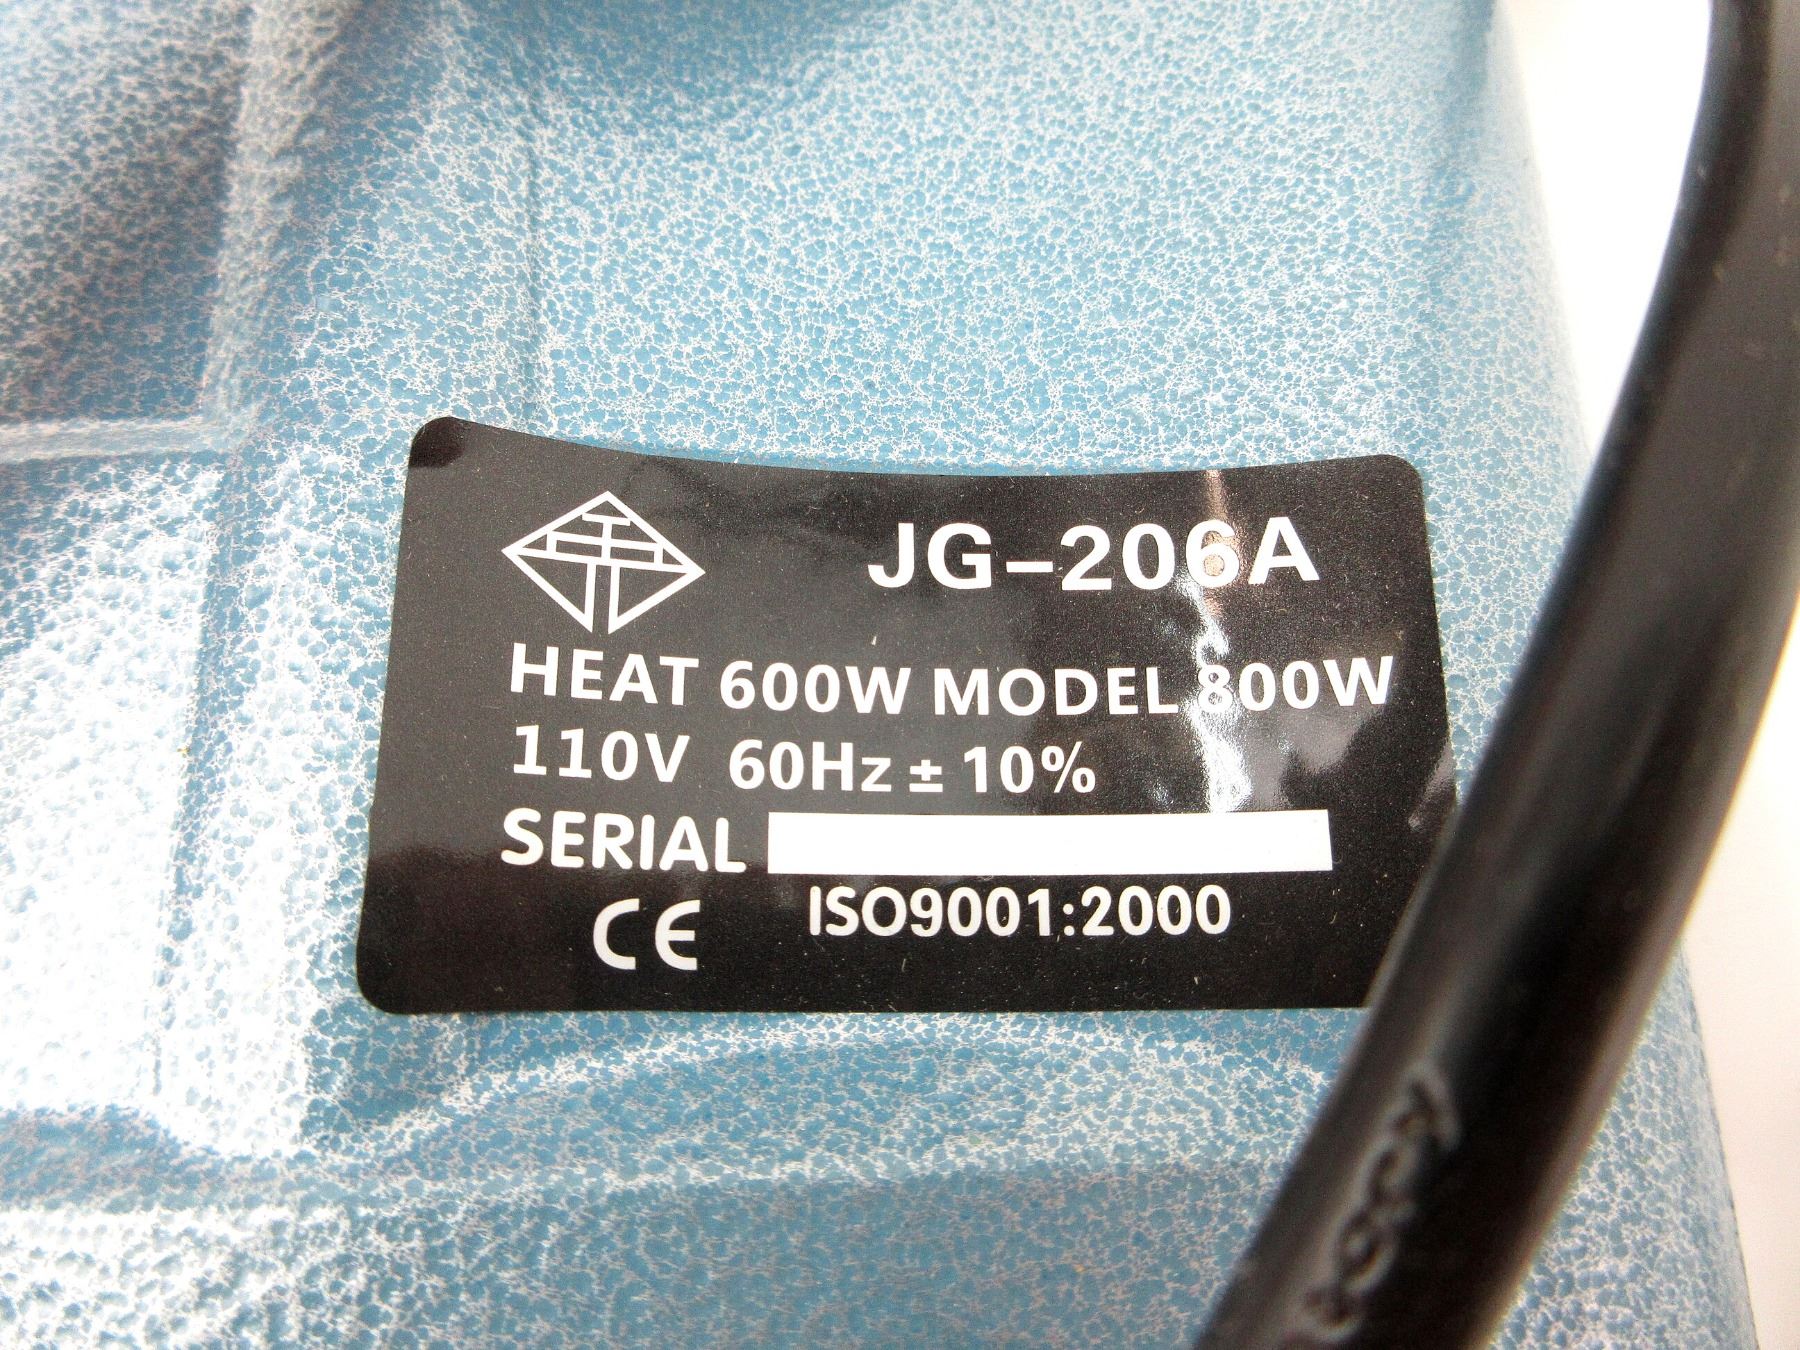 JG-206A
HEAT 600W MODEL 800W
110V 60Hz ± 10%
SERIAL
CE ISO9001:2000